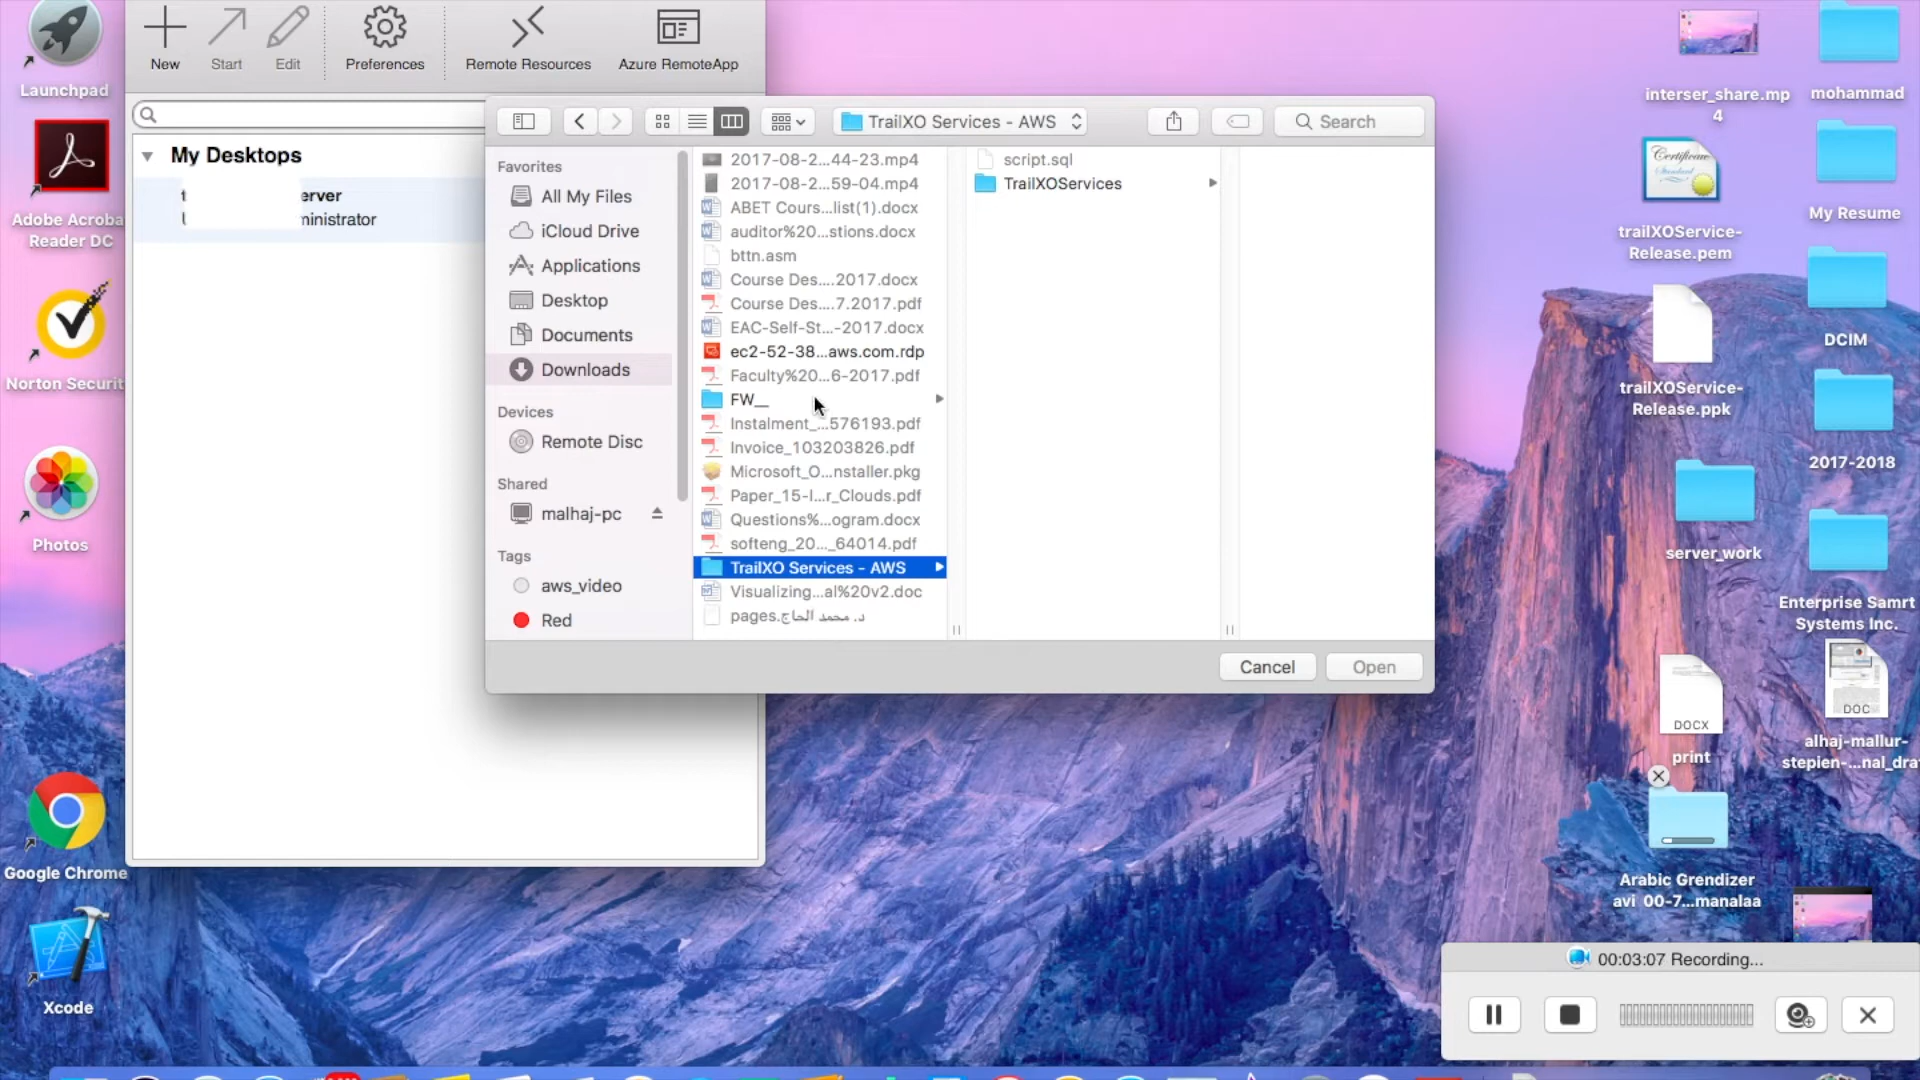 New
Start
Edit
Preferences
Remote Resources
Azure RemoteApp
My Desktops
erver
ninistrator
TrailXO Services - AWS
Search
Favorites
All My Files
iCloud Drive
Applications
Desktop
Documents
Downloads
Devices
Remote Disc
Shared
malhaj-pc
Tags
aws_video
Red
2017-08-2...44-23.mp4
2017-08-2...59-04.mp4
ABET Cours...list(1).docx
auditor%20...stions.docx
bttn.asm
Course Des....2017.docx
Course Des....7.2017.pdf
EAC-Self-St...-2017.docx
ec2-52-38...aws.com.rdp
Faculty%20...6-2017.pdf
FW__
Instalment_...576193.pdf
Invoice_103203826.pdf
Microsoft_O...nstaller.pkg
Paper_15-I...r_Clouds.pdf
Questions%...ogram.docx
softeng_20..._64014.pdf
TrailXO Services - AWS
Visualizing...al%20v2.doc
د. محمد الحاج.pages
script.sql
TrailXOServices
Cancel
Open
Launchpad
Adobe Acroba
Reader DC
Norton Securit
Photos
Google Chrome
Xcode
interser_share.mp
4
mohammad
Certificate
Standard
trailXOService-
Release.pem
My Resume
trailXOService-
Release.ppk
DCIM
2017-2018
server_work
Enterprise Samrt
Systems Inc.
DOCX
print
DOC
alhaj-mallur-
stepien-...nal_dra
Arabic Grendizer
avi 00-7...manalaa
00:03:07 Recording...